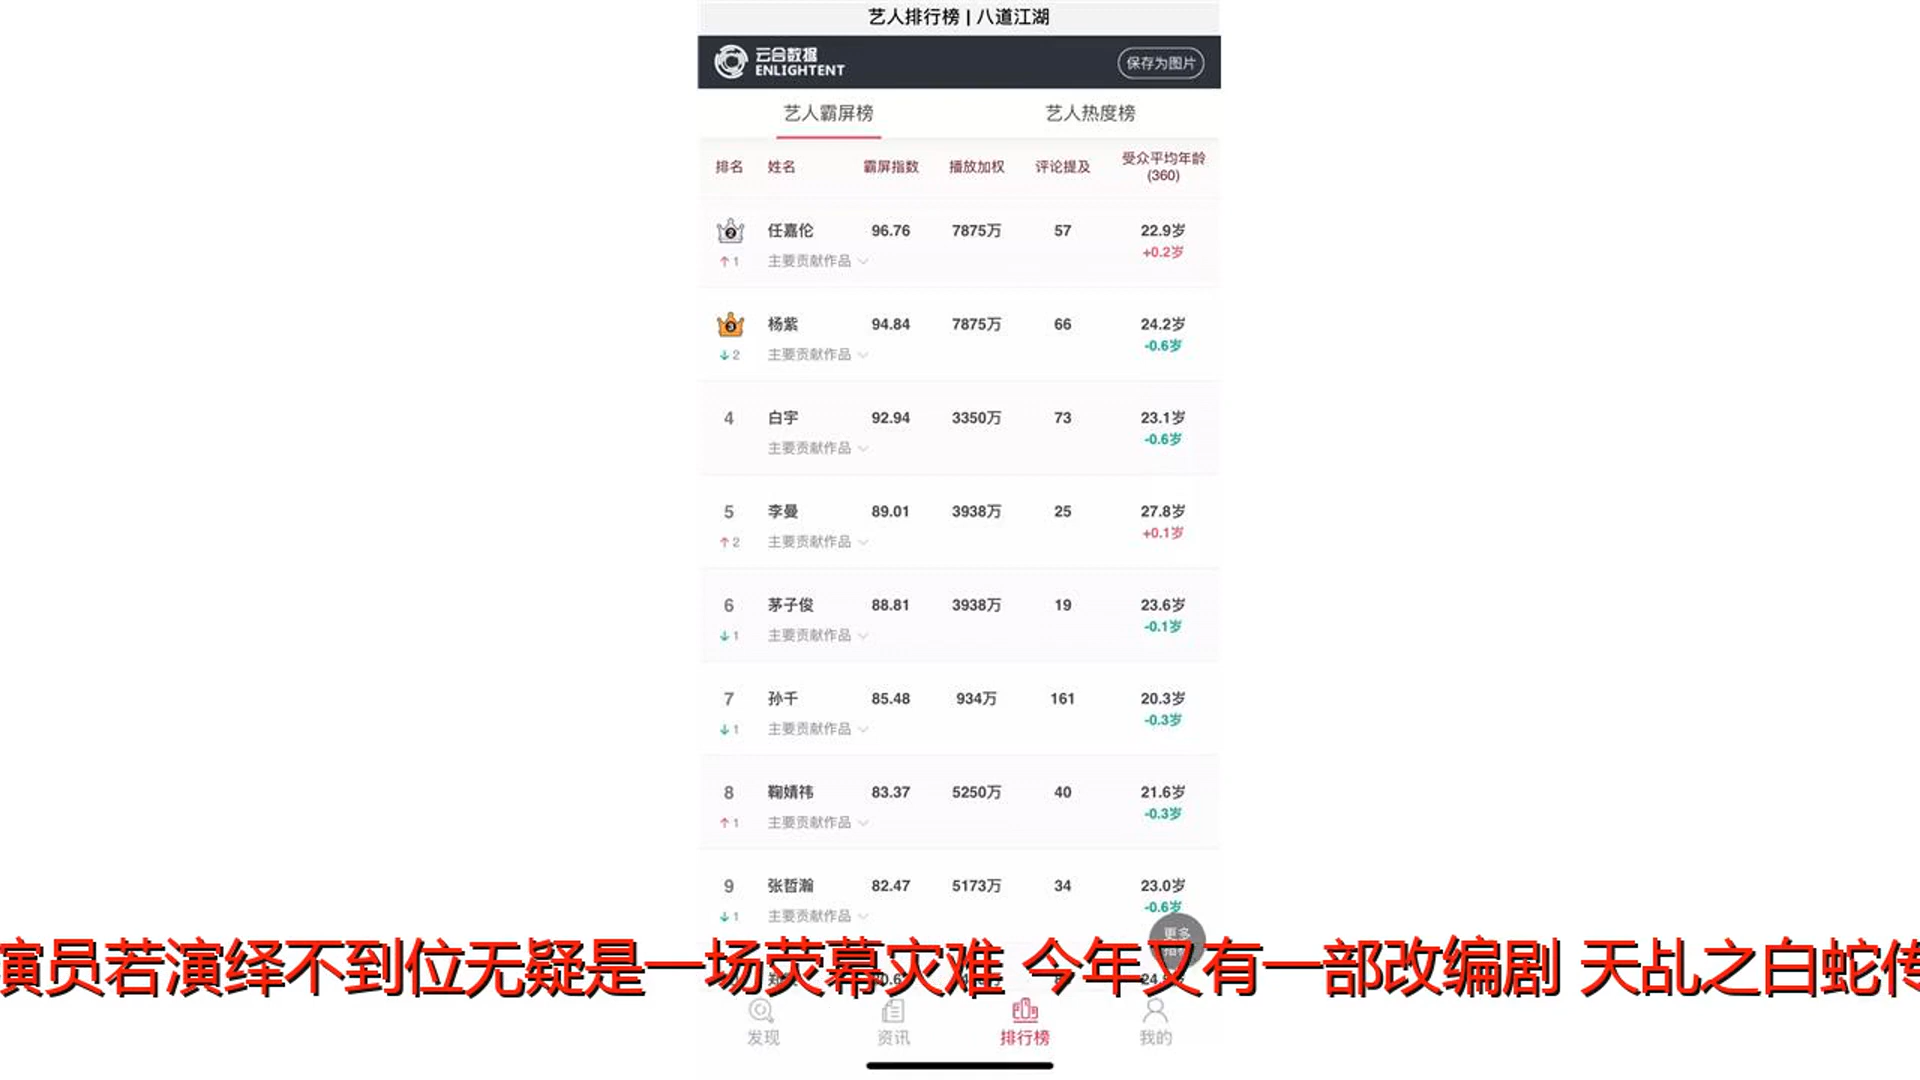 艺人排行榜 | 八道江湖
云合数据
ENLIGHTENT
保存为图片
艺人霸屏榜 艺人热度榜
排名 姓名 霸屏指数 播放加权 评论提及 受众平均年龄
(360)
2 任嘉伦 96.76 7875万 57 22.9岁
↑1 主要贡献作品 +0.2岁
3 杨紫 94.84 7875万 66 24.2岁
↓2 主要贡献作品 -0.6岁
4 白宇 92.94 3350万 73 23.1岁
主要贡献作品 -0.6岁
5 李曼 89.01 3938万 25 27.8岁
↑2 主要贡献作品 +0.1岁
6 茅子俊 88.81 3938万 19 23.6岁
↓1 主要贡献作品 -0.1岁
7 孙千 85.48 934万 161 20.3岁
↓1 主要贡献作品 -0.3岁
8 鞠婧祎 83.37 5250万 40 21.6岁
↑1 主要贡献作品 -0.3岁
9 张哲瀚 82.47 5173万 34 23.0岁
↓1 主要贡献作品 -0.6岁
更多
演员若演绎不到位无疑是一场荧幕灾难 今年又有一部改编剧 天乩之白蛇传
发现 资讯 排行榜 我的